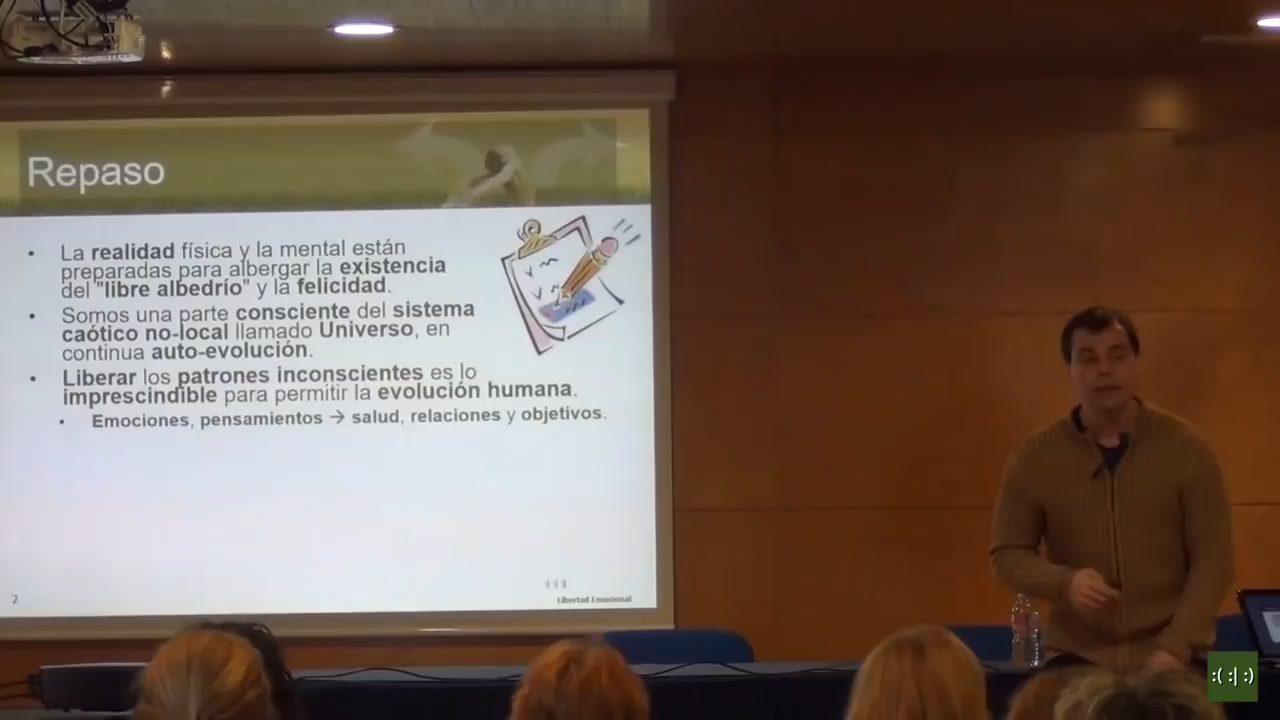 Repaso
• La realidad física y la mental están
preparadas para albergar la existencia
del "libre albedrío" y la felicidad.
• Somos una parte consciente del sistema
caótico no-local llamado Universo, en
continua auto-evolución.
• Liberar los patrones inconscientes es lo
imprescindible para permitir la evolución humana.
• Emociones, pensamientos → salud, relaciones y objetivos.
2
Libertad Emocional
:( :| :)